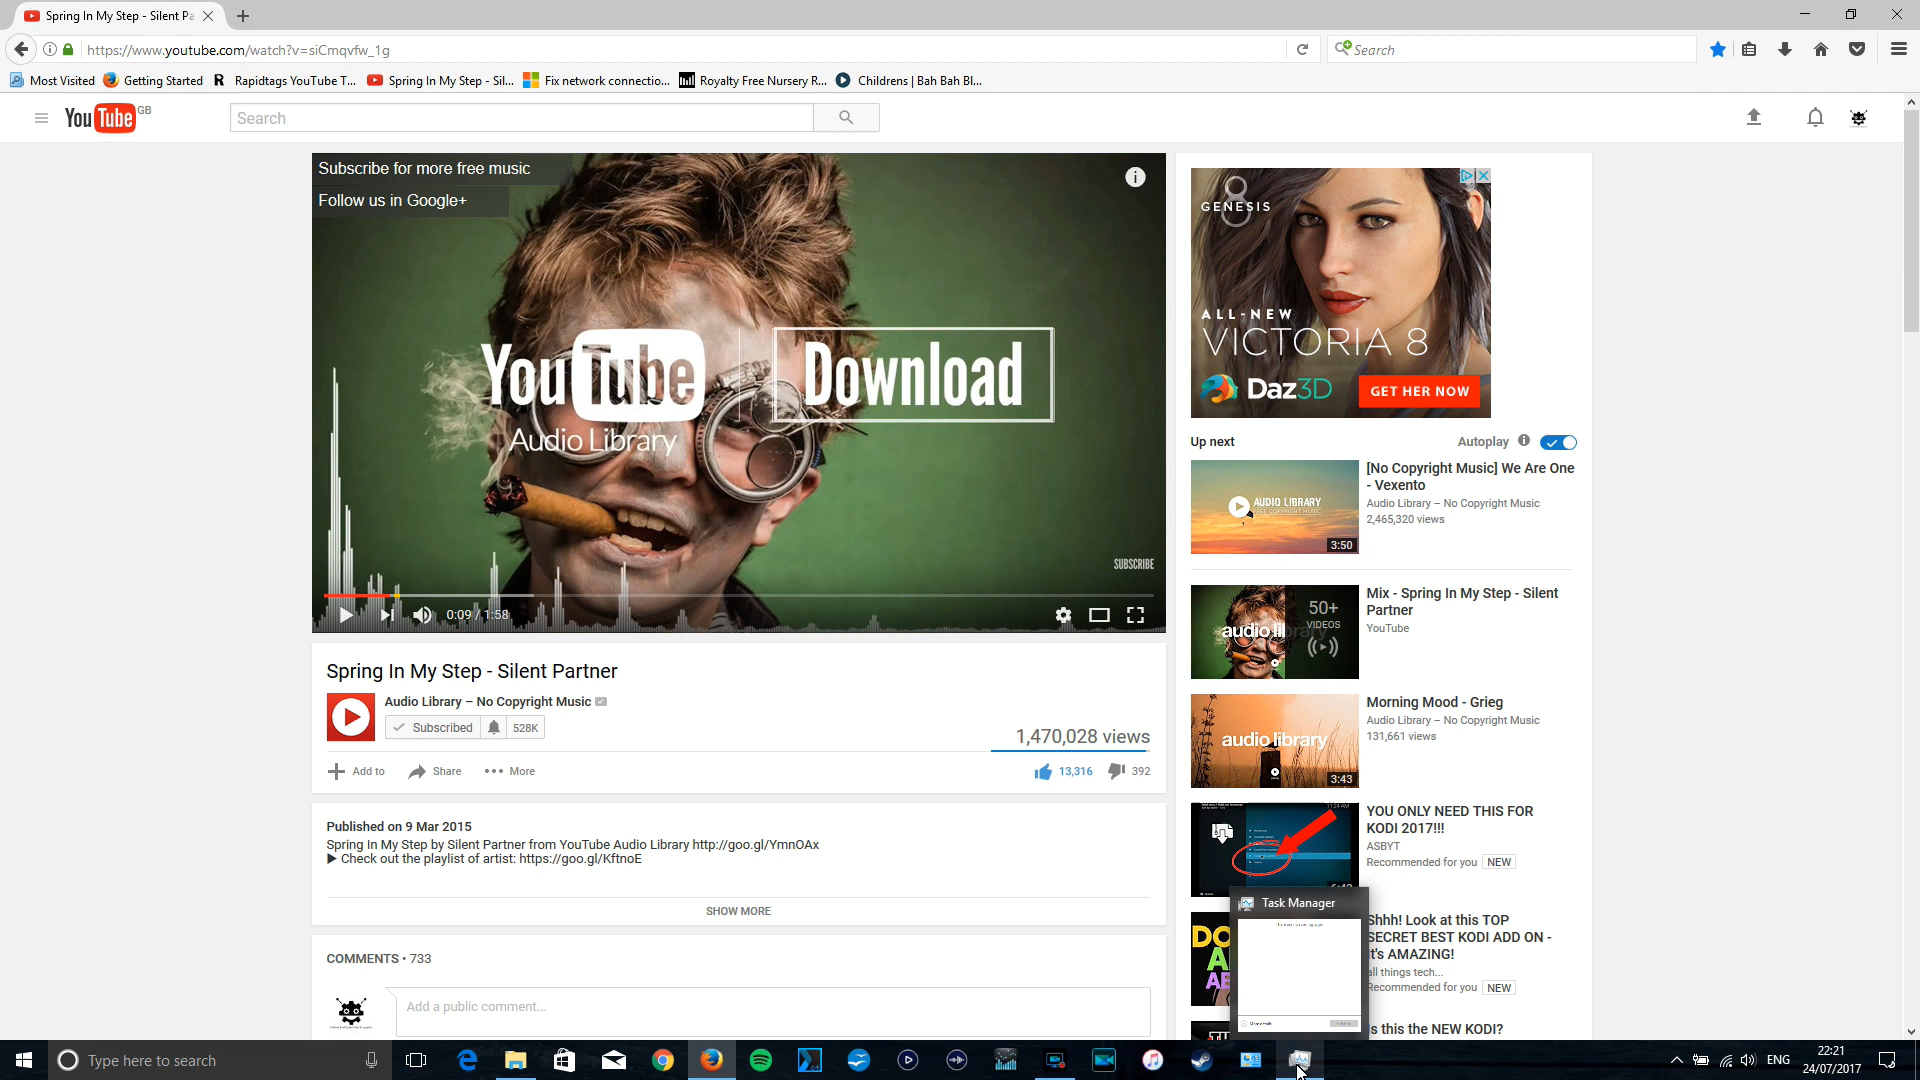 Spring In My Step - Silent Pa
https://www.youtube.com/watch?v=siCmqvfw_1g
Search
Most Visited
Getting Started
Rapidtags YouTube T...
Spring In My Step - Sil...
Fix network connectio...
Royalty Free Nursery R...
Childrens | Bah Bah Bl...
YouTube GB
Search
Subscribe for more free music
Follow us in Google+
YouTube
Audio Library
Download
SUBSCRIBE
0:09 / 1:58
Spring In My Step - Silent Partner
Audio Library – No Copyright Music
Subscribed
528K
1,470,028 views
Add to
Share
More
13,316
392
Published on 9 Mar 2015
Spring In My Step by Silent Partner from YouTube Audio Library http://goo.gl/YmnOAx
▶ Check out the playlist of artist: https://goo.gl/KftnoE
SHOW MORE
COMMENTS • 733
Add a public comment...
8
GENESIS
ALL-NEW
VICTORIA 8
Daz3D
GET HER NOW
Up next
Autoplay
AUDIO LIBRARY
3:50
[No Copyright Music] We Are One
- Vexento
Audio Library – No Copyright Music
2,465,320 views
audio library
50+
VIDEOS
Mix - Spring In My Step - Silent
Partner
YouTube
audio library
3:43
Morning Mood - Grieg
Audio Library – No Copyright Music
131,661 views
YOU ONLY NEED THIS FOR
KODI 2017!!!
ASBYT
Recommended for you
NEW
Task Manager
Shhh! Look at this TOP
SECRET BEST KODI ADD ON -
It's AMAZING!
all things tech...
Recommended for you
NEW
Is this the NEW KODI?
Type here to search
ENG
22:21
24/07/2017